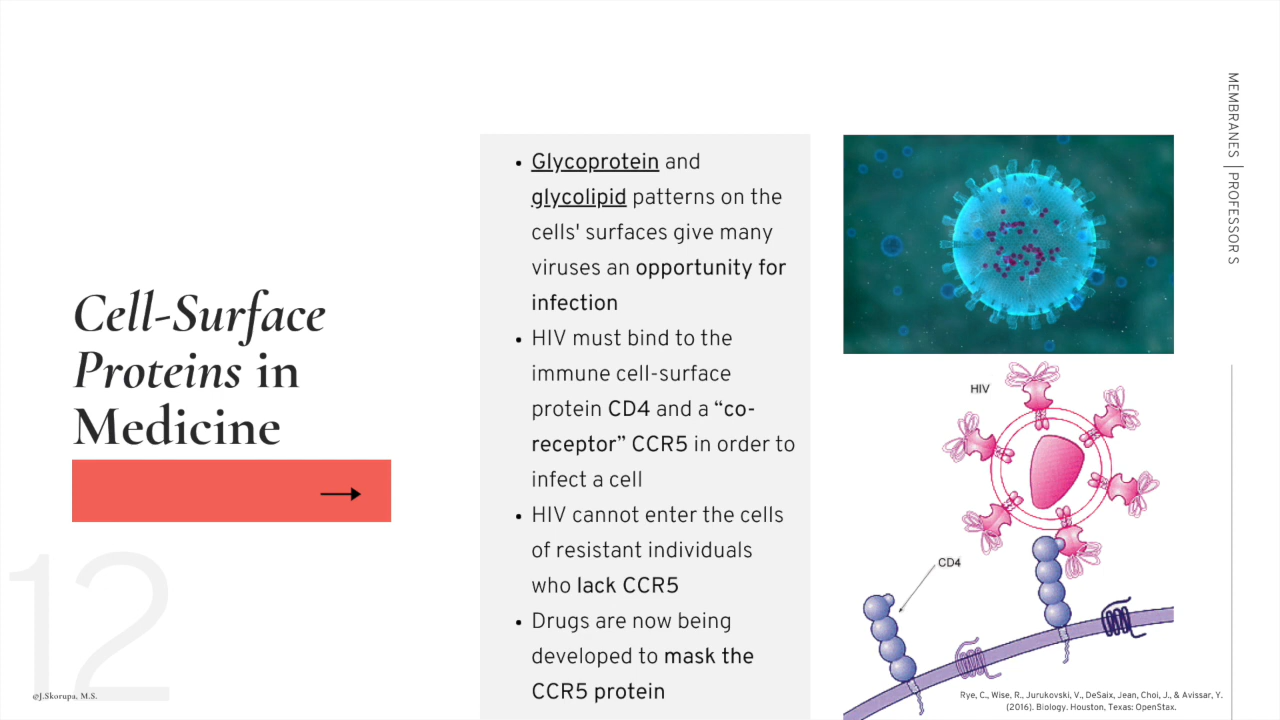 MEMBRANES | PROFESSORS
Cell-Surface
Proteins in
Medicine
12
@J.Skorupa, M.S.
• Glycoprotein and
glycolipid patterns on the
cells' surfaces give many
viruses an opportunity for
infection
• HIV must bind to the
immune cell-surface
protein CD4 and a “co-
receptor” CCR5 in order to
infect a cell
• HIV cannot enter the cells
of resistant individuals
who lack CCR5
• Drugs are now being
developed to mask the
CCR5 protein
HIV
CD4
Rye, C., Wise, R., Jurukovski, V., DeSaix, Jean, Choi, J., & Avissar, Y.
(2016). Biology. Houston, Texas: OpenStax.